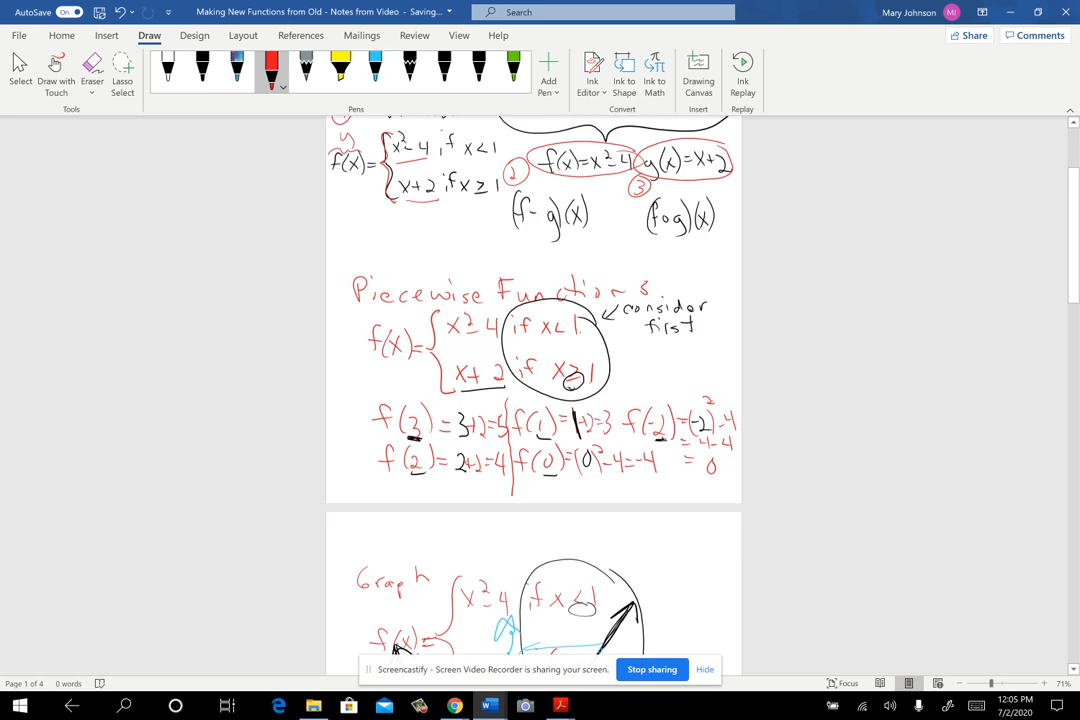 AutoSave On Making New Functions from Old - Notes from Video - Saving... Search Mary Johnson MJ
File Home Insert Draw Design Layout References Mailings Review View Help Share Comments
Select Draw with Touch Eraser Lasso Select Add Pen Ink Editor Ink to Shape Ink to Math Drawing Canvas Ink Replay
Tools Pens Convert Insert Replay
y
f(x)= { x²-4, if x<1
x+2 if x≥1
2 f(x)=x²-4 g(x)=x+2
3
(f-g)(x) (fog)(x)
Piecewise Functions
f(x)= { x²-4 if x<1
x+2 if x≥1
consider
first
f(3)=3+2=5 f(1)=1+2=3 f(-2)=(-2)²-4
=4-4
f(2)=2+2=4 f(0)=(0)²-4=-4 =0
Graph
x²-4 if x<1
f(x)=
Screencastify - Screen Video Recorder is sharing your screen. Stop sharing Hide
Page 1 of 4 0 words Focus 71%
12:05 PM
7/2/2020